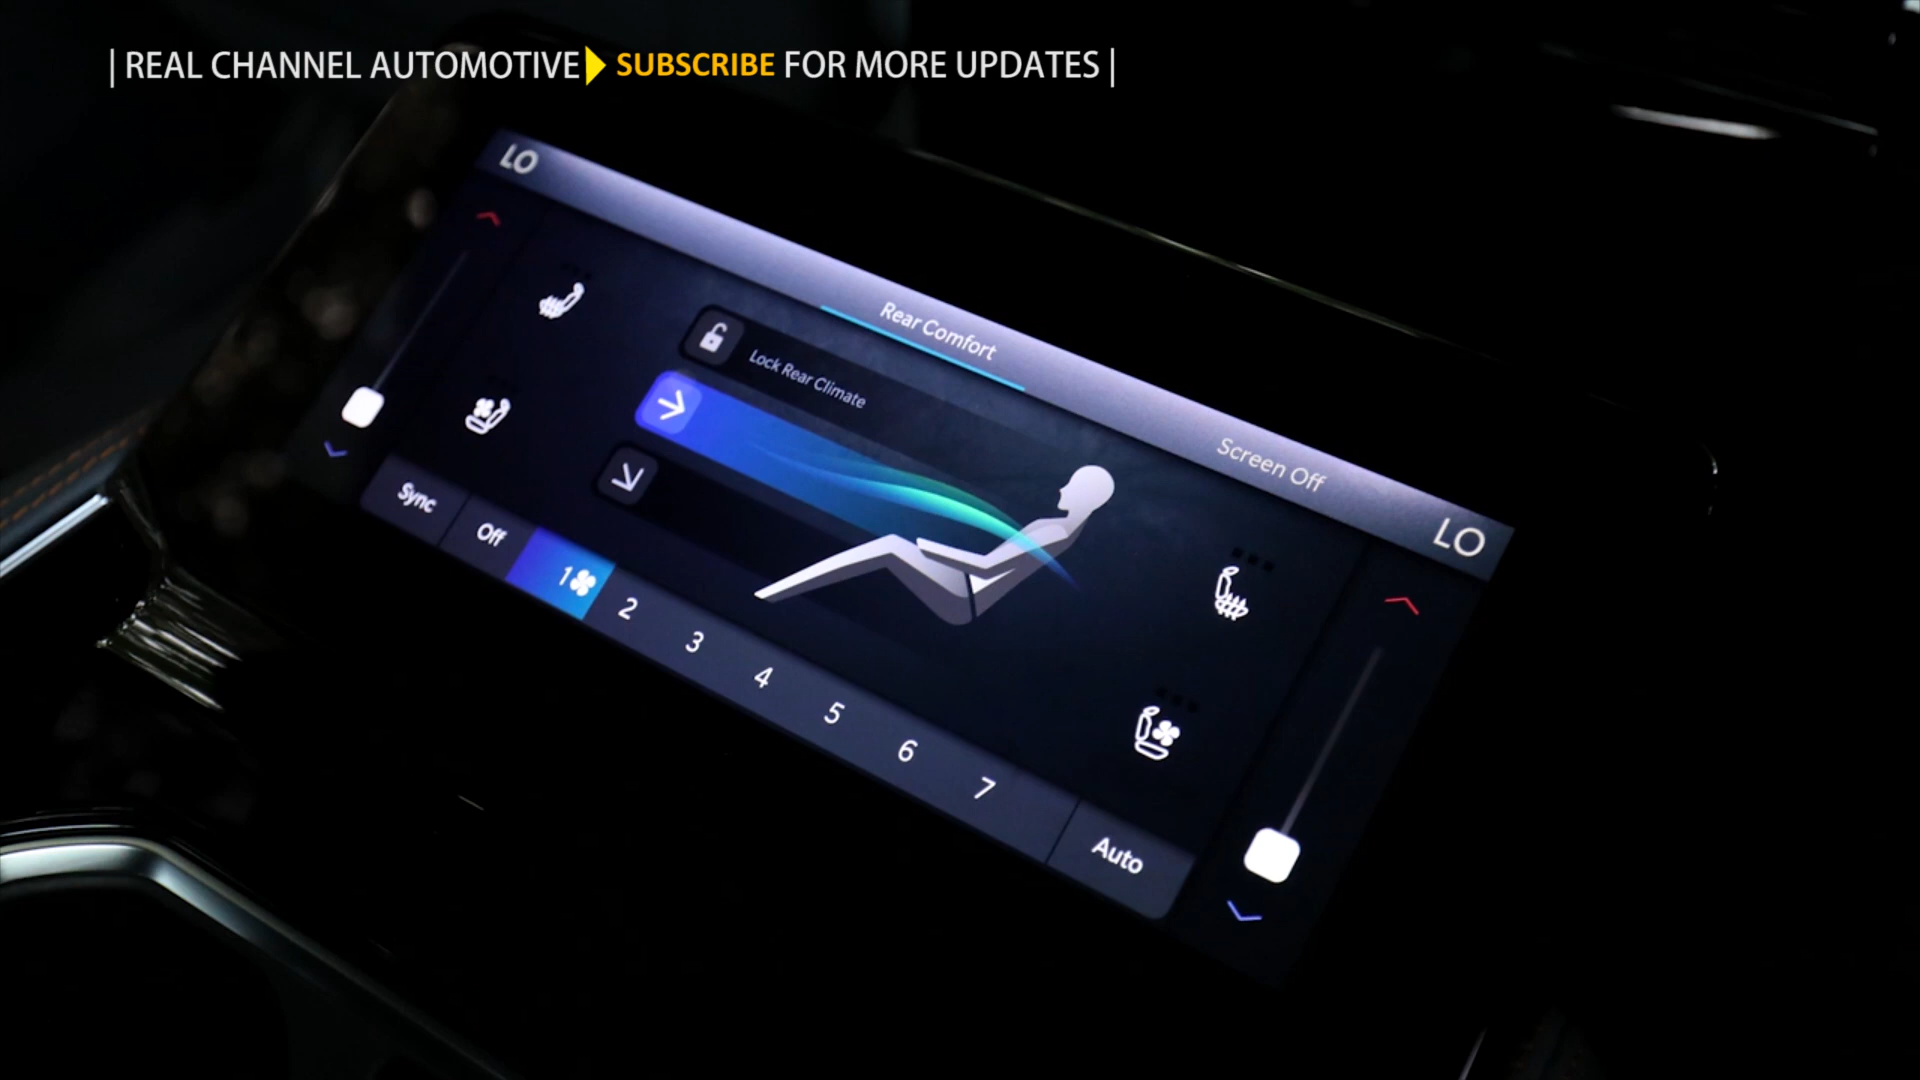 | REAL CHANNEL AUTOMOTIVE SUBSCRIBE FOR MORE UPDATES |
LO
Rear Comfort
Screen Off
LO
Lock Rear Climate
Sync
Off
1
2
3
4
5
6
7
Auto